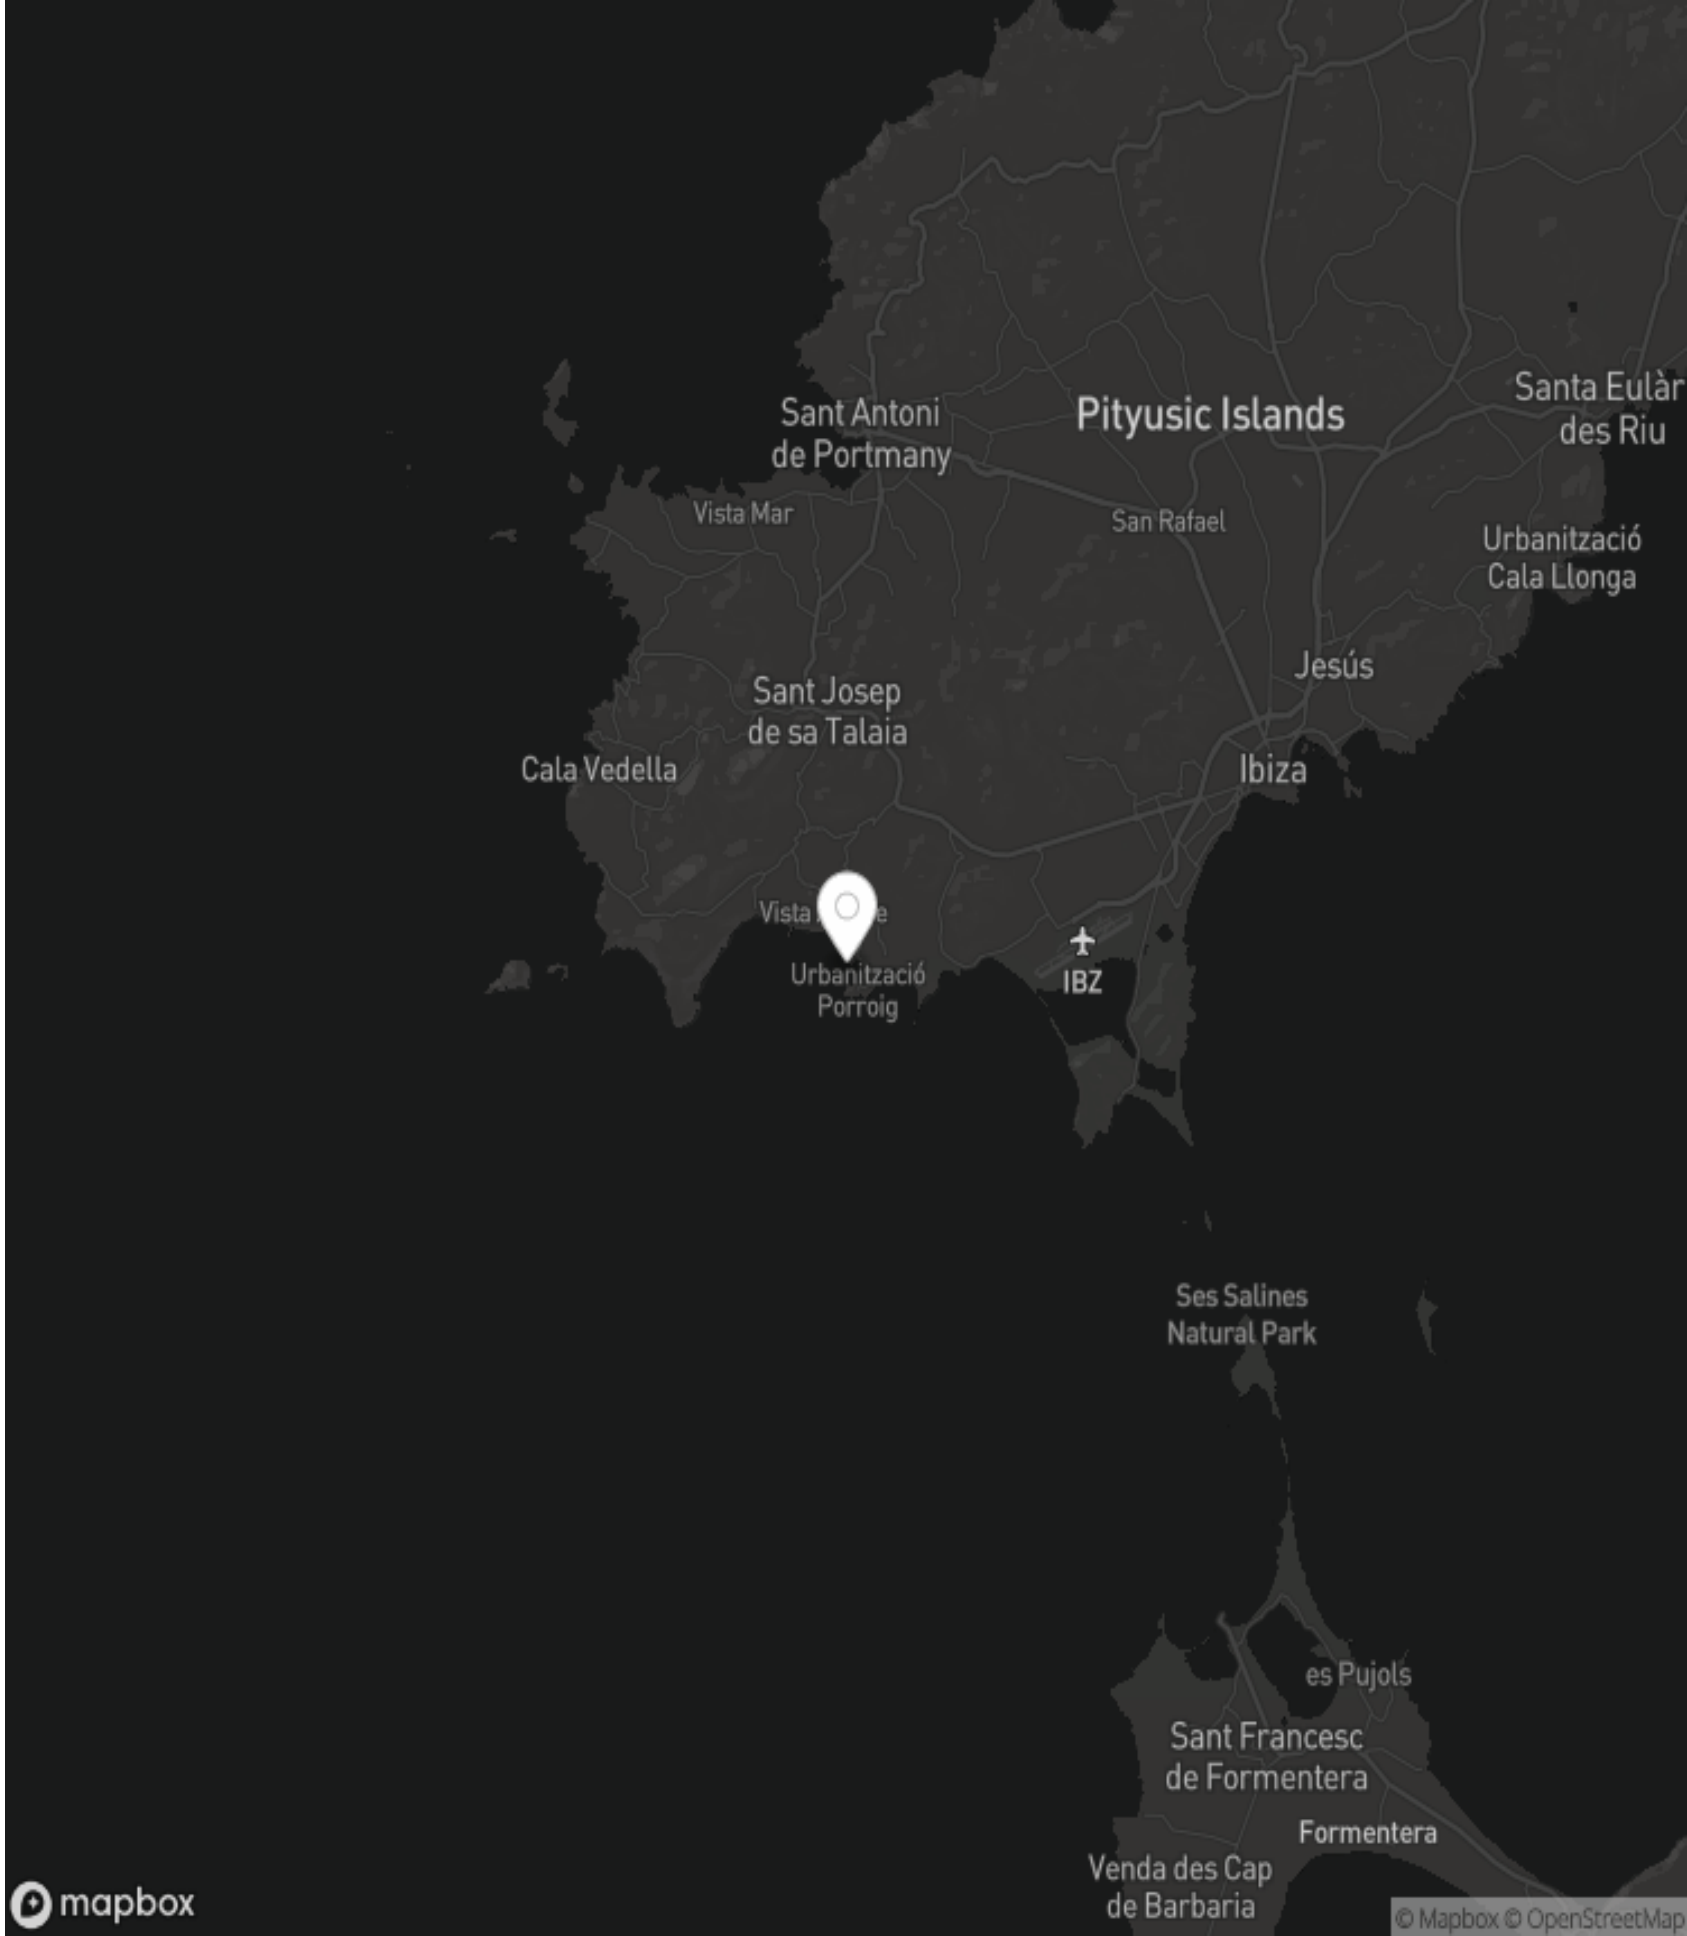 Sant Antoni
de Portmany
Pityusic Islands
Santa Eulàr
des Riu
Vista Mar
San Rafael
Urbanització
Cala Llonga
Jesús
Sant Josep
de sa Talaia
Cala Vedella
Ibiza
Vista
Urbanització
Porroig
IBZ
Ses Salines
Natural Park
es Pujols
Sant Francesc
de Formentera
Formentera
Venda des Cap
de Barbaria
mapbox
© Mapbox © OpenStreetMap